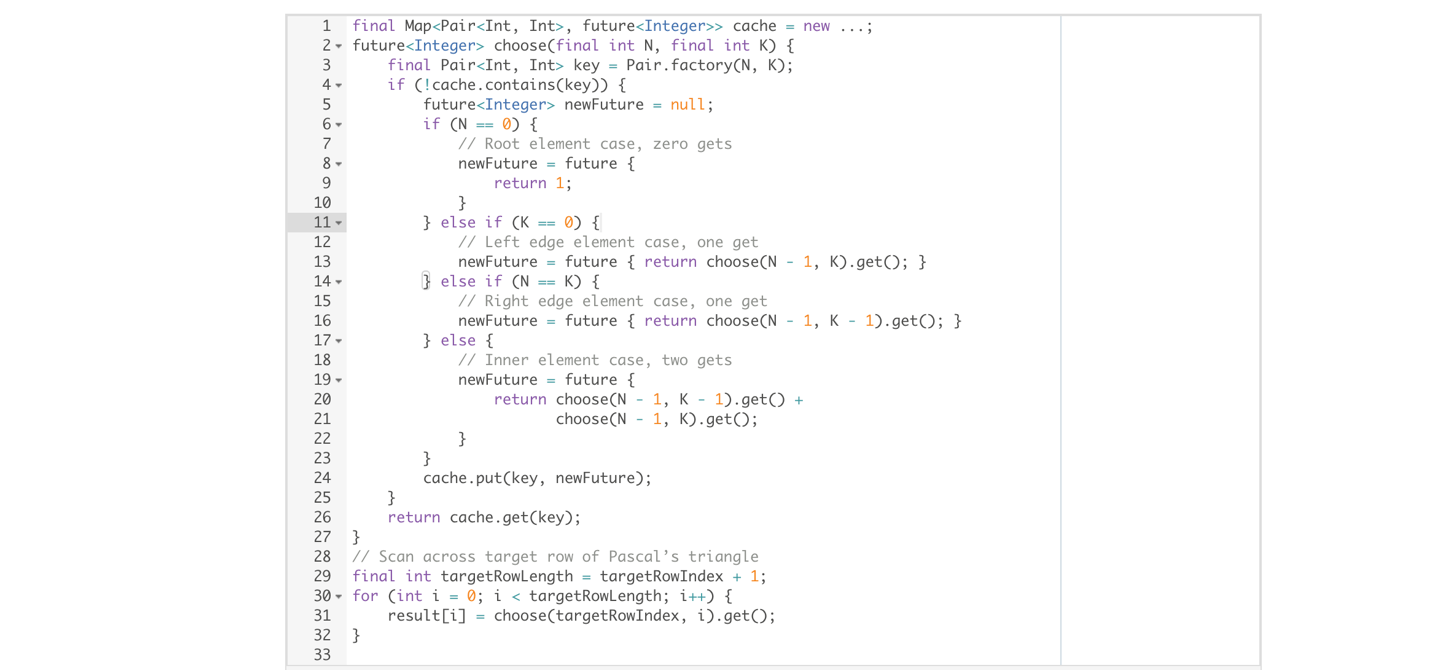 1 final Map<Pair<Int, Int>, future<Integer>> cache = new ...;
2 future<Integer> choose(final int N, final int K) {
3     final Pair<Int, Int> key = Pair.factory(N, K);
4     if (!cache.contains(key)) {
5         future<Integer> newFuture = null;
6         if (N == 0) {
7             // Root element case, zero gets
8             newFuture = future {
9                 return 1;
10             }
11         } else if (K == 0) {
12             // Left edge element case, one get
13             newFuture = future { return choose(N - 1, K).get(); }
14         } else if (N == K) {
15             // Right edge element case, one get
16             newFuture = future { return choose(N - 1, K - 1).get(); }
17         } else {
18             // Inner element case, two gets
19             newFuture = future {
20                 return choose(N - 1, K - 1).get() +
21                        choose(N - 1, K).get();
22             }
23         }
24         cache.put(key, newFuture);
25     }
26     return cache.get(key);
27 }
28 // Scan across target row of Pascal’s triangle
29 final int targetRowLength = targetRowIndex + 1;
30 for (int i = 0; i < targetRowLength; i++) {
31     result[i] = choose(targetRowIndex, i).get();
32 }
33